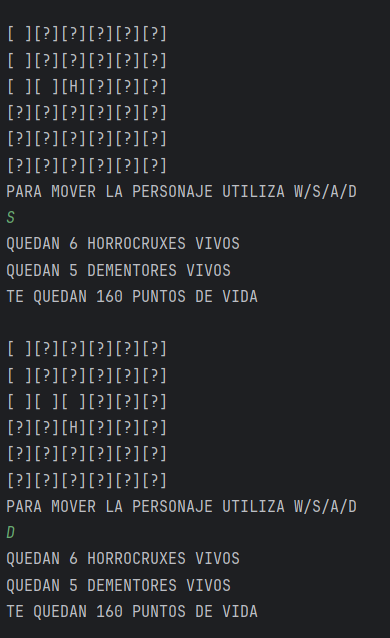 [ ][?][?][?][?][?]
[ ][?][?][?][?][?]
[ ][ ][H][?][?][?]
[?][?][?][?][?][?]
[?][?][?][?][?][?]
[?][?][?][?][?][?]
PARA MOVER LA PERSONAJE UTILIZA W/S/A/D
S
QUEDAN 6 HORROCRUXES VIVOS
QUEDAN 5 DEMENTORES VIVOS
TE QUEDAN 160 PUNTOS DE VIDA
[ ][?][?][?][?][?]
[ ][?][?][?][?][?]
[ ][ ][ ][?][?][?]
[?][?][H][?][?][?]
[?][?][?][?][?][?]
[?][?][?][?][?][?]
PARA MOVER LA PERSONAJE UTILIZA W/S/A/D
D
QUEDAN 6 HORROCRUXES VIVOS
QUEDAN 5 DEMENTORES VIVOS
TE QUEDAN 160 PUNTOS DE VIDA